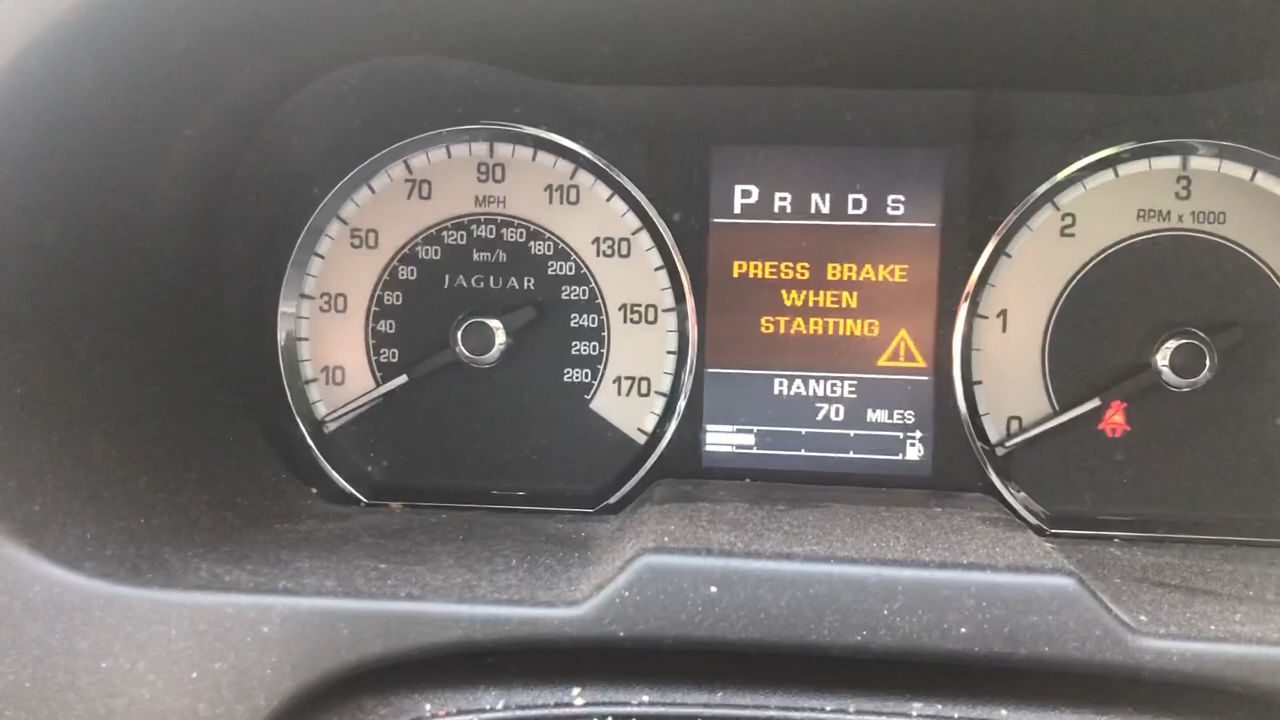 10
30
50
70
90
110
130
150
170
MPH
20
40
60
80
100
120
140
160
180
200
220
240
260
280
km/h
JAGUAR
P R N D S
PRESS BRAKE
WHEN
STARTING
RANGE
70 MILES
0
1
2
3
RPM x 1000